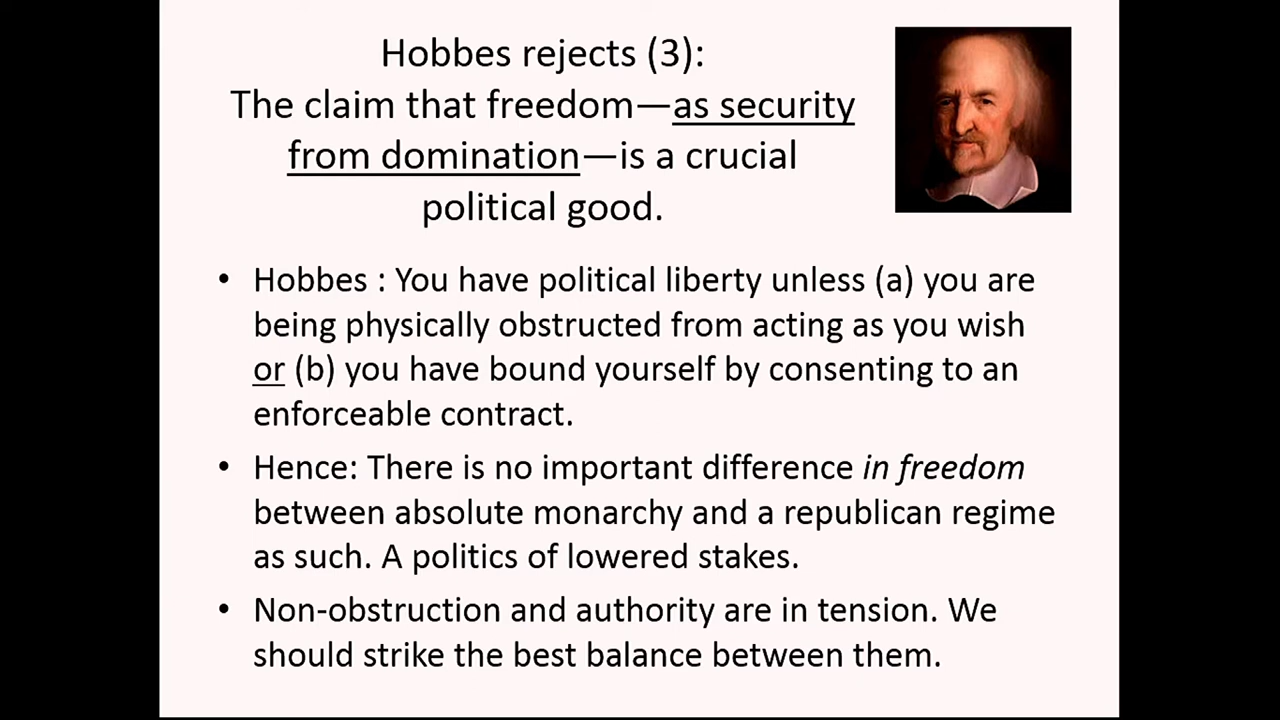 Hobbes rejects (3):
The claim that freedom—as security
from domination—is a crucial
political good.
• Hobbes : You have political liberty unless (a) you are
being physically obstructed from acting as you wish
or (b) you have bound yourself by consenting to an
enforceable contract.
• Hence: There is no important difference in freedom
between absolute monarchy and a republican regime
as such. A politics of lowered stakes.
• Non-obstruction and authority are in tension. We
should strike the best balance between them.